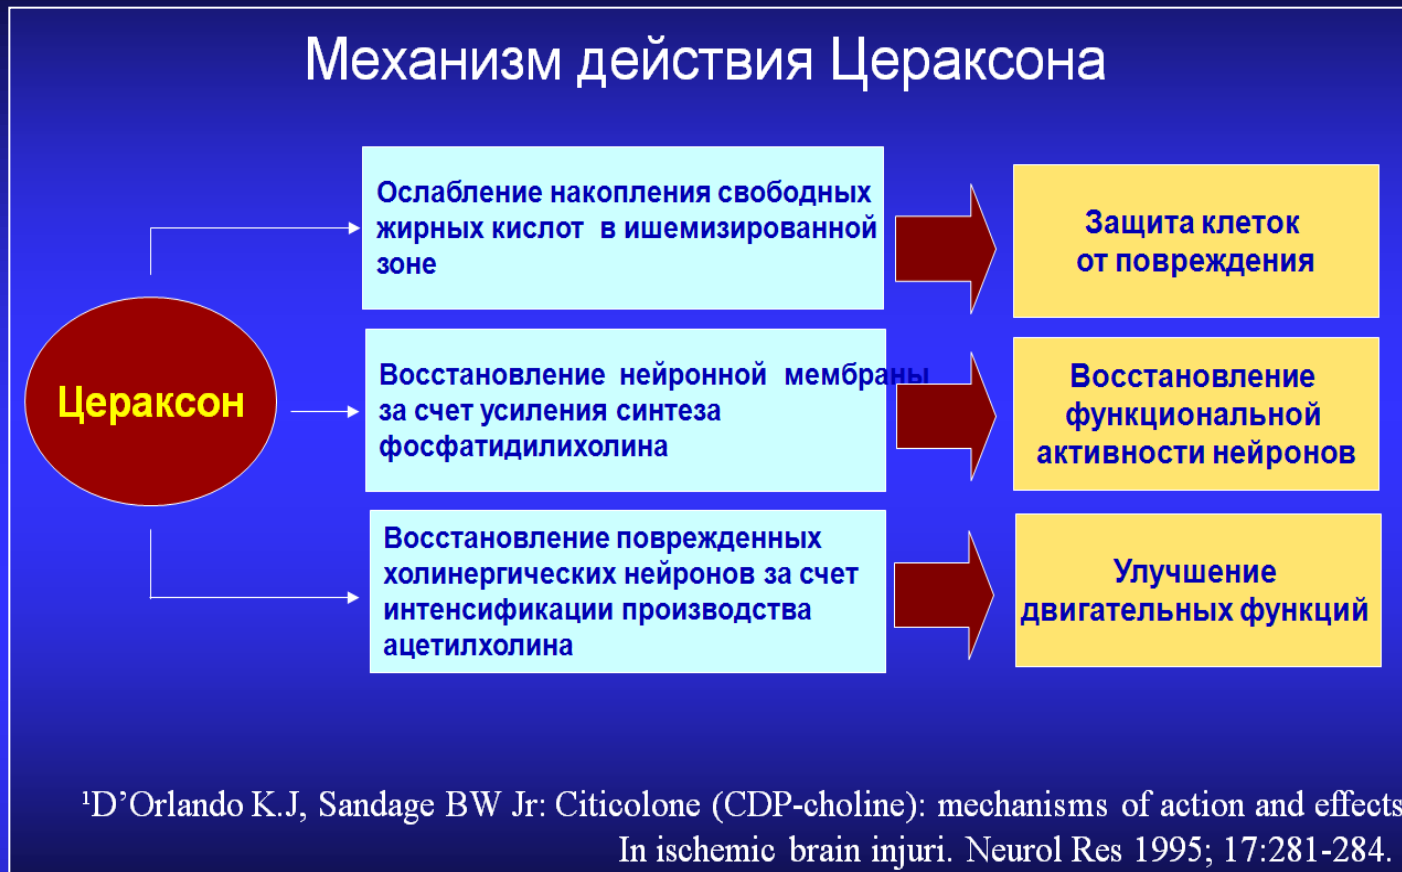 Механизм действия Цераксона
Ослабление накопления свободных
жирных кислот в ишемизированной
зоне
Защита клеток
от повреждения
Цераксон
Восстановление нейронной мембраны
за счет усиления синтеза
фосфатидилихолина
Восстановление
функциональной
активности нейронов
Восстановление поврежденных
холинергических нейронов за счет
интенсификации производства
ацетилхолина
Улучшение
двигательных функций
¹D’Orlando K.J, Sandage BW Jr: Citicolone (CDP-choline): mechanisms of action and effects
In ischemic brain injuri. Neurol Res 1995; 17:281-284.